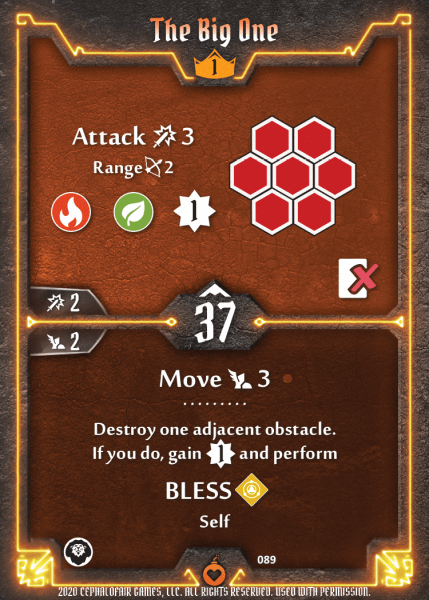 The Big One
1
Attack 3
Range 2
1
2
37
2
Move 3
Destroy one adjacent obstacle.
If you do, gain 1 and perform
BLESS
Self
089
2020 CEPHALOFAIR GAMES, LLC. ALL RIGHTS RESERVED. USED WITH PERMISSION.